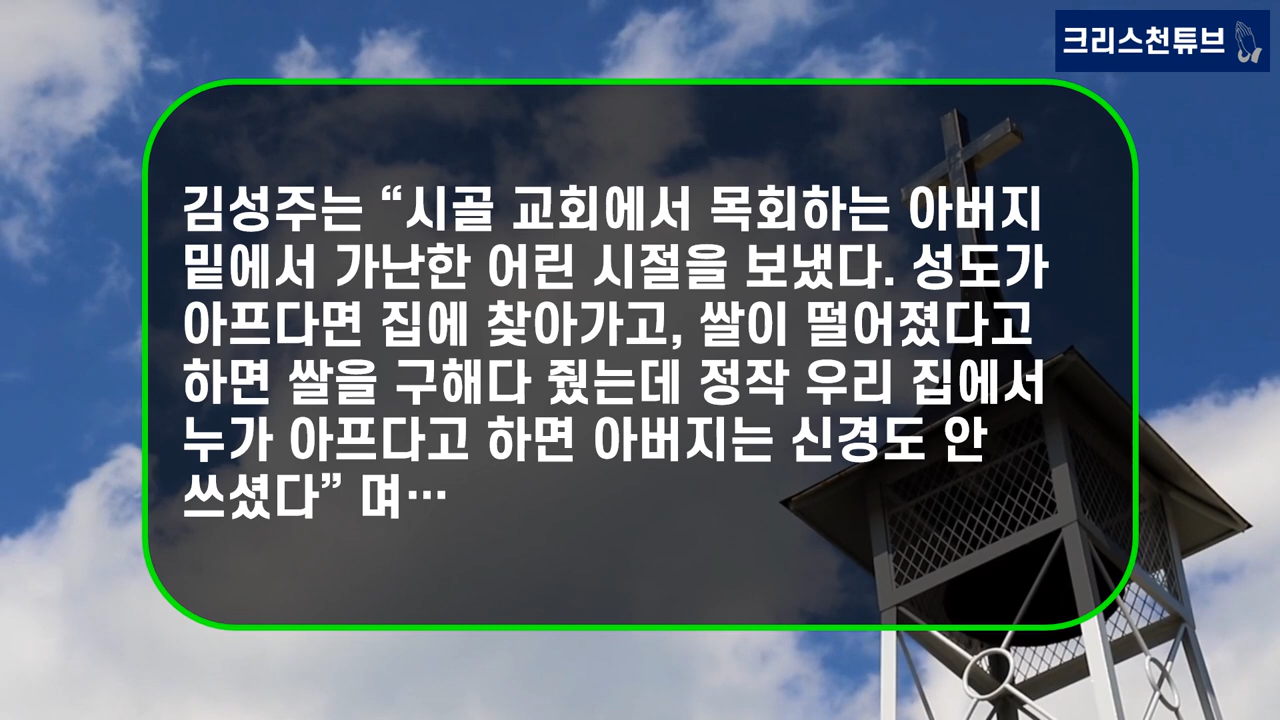 크리스천튜브
김성주는 “시골 교회에서 목회하는 아버지
밑에서 가난한 어린 시절을 보냈다. 성도가
아프다면 집에 찾아가고, 쌀이 떨어졌다고
하면 쌀을 구해다 줬는데 정작 우리 집에서
누가 아프다고 하면 아버지는 신경도 안
쓰셨다” 며…